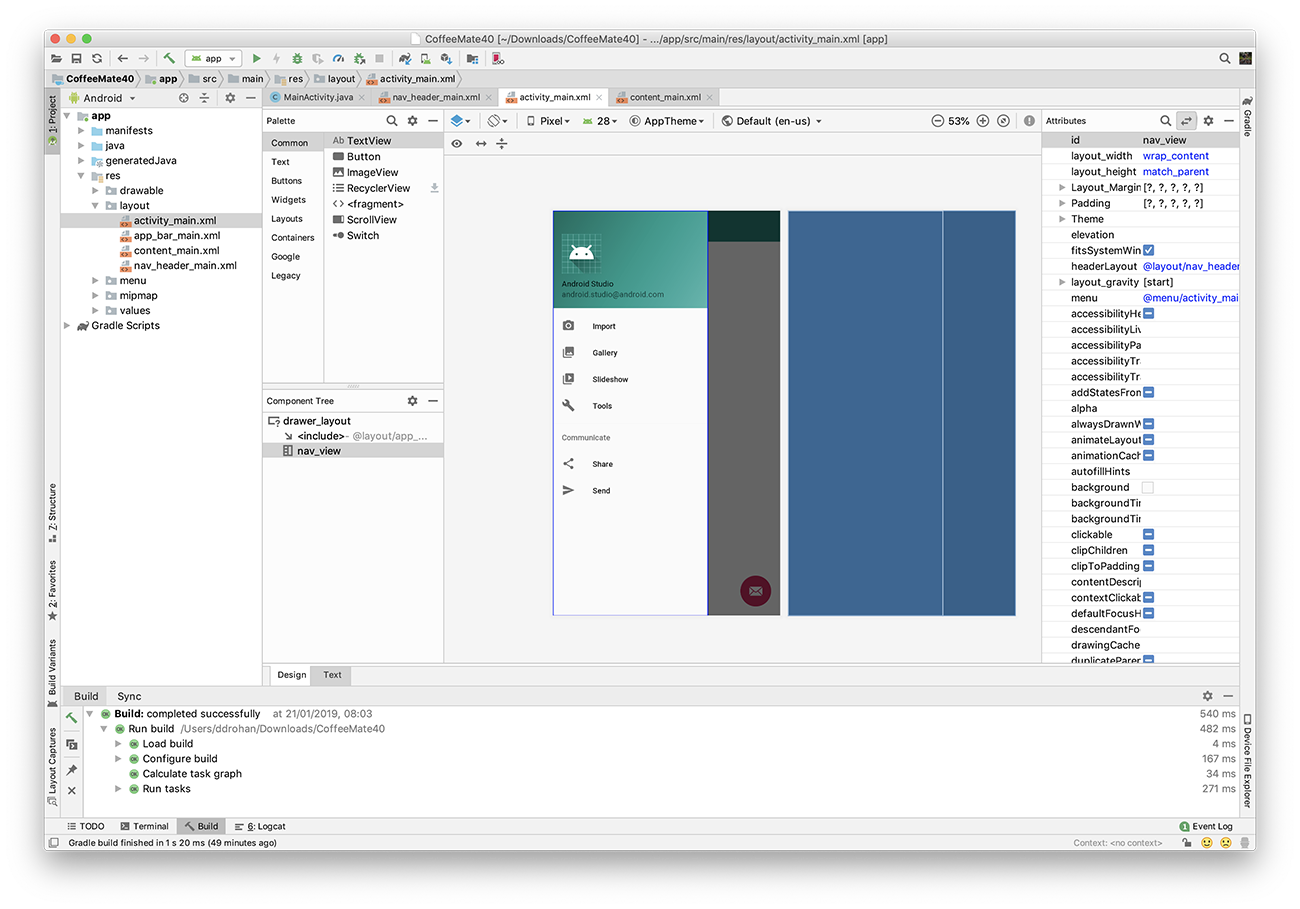 CoffeeMate40 [~/Downloads/CoffeeMate40] - .../app/src/main/res/layout/activity_main.xml [app]
app
CoffeeMate40 app src main res layout activity_main.xml
1: Project
Android
MainActivity.java
nav_header_main.xml
activity_main.xml
content_main.xml
app
manifests
java
generatedJava
res
drawable
layout
activity_main.xml
app_bar_main.xml
content_main.xml
nav_header_main.xml
menu
mipmap
values
Gradle Scripts
Palette
Common
Text
Buttons
Widgets
Layouts
Containers
Google
Legacy
Ab TextView
Button
ImageView
RecyclerView
<fragment>
ScrollView
Switch
Component Tree
drawer_layout
<include> - @layout/app_...
nav_view
Pixel
28
AppTheme
Default (en-us)
53%
Android Studio
android.studio@android.com
Import
Gallery
Slideshow
Tools
Communicate
Share
Send
Design
Text
Attributes
id nav_view
layout_width wrap_content
layout_height match_parent
Layout_Margin [?, ?, ?, ?, ?]
Padding [?, ?, ?, ?, ?]
Theme
elevation
fitsSystemWin
headerLayout @layout/nav_header
layout_gravity [start]
menu @menu/activity_mai
accessibilityHe
accessibilityLiv
accessibilityPa
accessibilityTra
accessibilityTra
addStatesFron
alpha
alwaysDrawnW
animateLayout
animationCach
autofillHints
background
backgroundTir
backgroundTir
clickable
clipChildren
clipToPadding
contentDescrip
contextClickab
defaultFocusH
descendantFo
drawingCache
duplicateParer
Gradle
Device File Explorer
Z: Structure
2: Favorites
Build Variants
Layout Captures
Build
Sync
Build: completed successfully at 21/01/2019, 08:03 540 ms
Run build /Users/ddrohan/Downloads/CoffeeMate40 482 ms
Load build 4 ms
Configure build 167 ms
Calculate task graph 34 ms
Run tasks 271 ms
TODO
Terminal
Build
6: Logcat
1 Event Log
Gradle build finished in 1 s 20 ms (49 minutes ago)
Context: <no context>